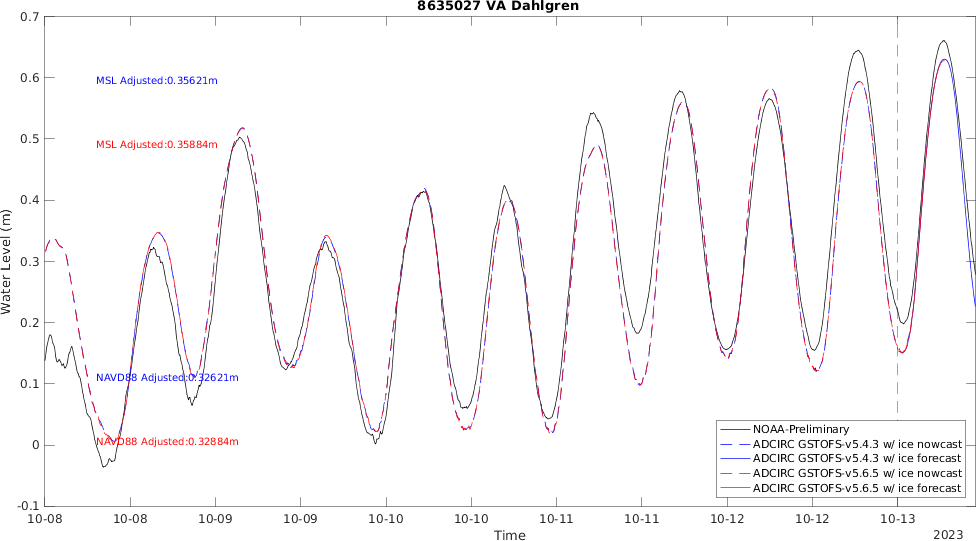 8635027 VA Dahlgren
0.7
0.6
0.5
0.4
0.3
0.2
0.1
0
-0.1
Water Level (m)
MSL Adjusted:0.35621m
MSL Adjusted:0.35884m
NAVD88 Adjusted:0.32621m
NAVD88 Adjusted:0.32884m
NOAA-Preliminary
ADCIRC GSTOFS-v5.4.3 w/ ice nowcast
ADCIRC GSTOFS-v5.4.3 w/ ice forecast
ADCIRC GSTOFS-v5.6.5 w/ ice nowcast
ADCIRC GSTOFS-v5.6.5 w/ ice forecast
10-08 10-08 10-09 10-09 10-10 10-10 10-11 10-11 10-12 10-12 10-13
Time
2023